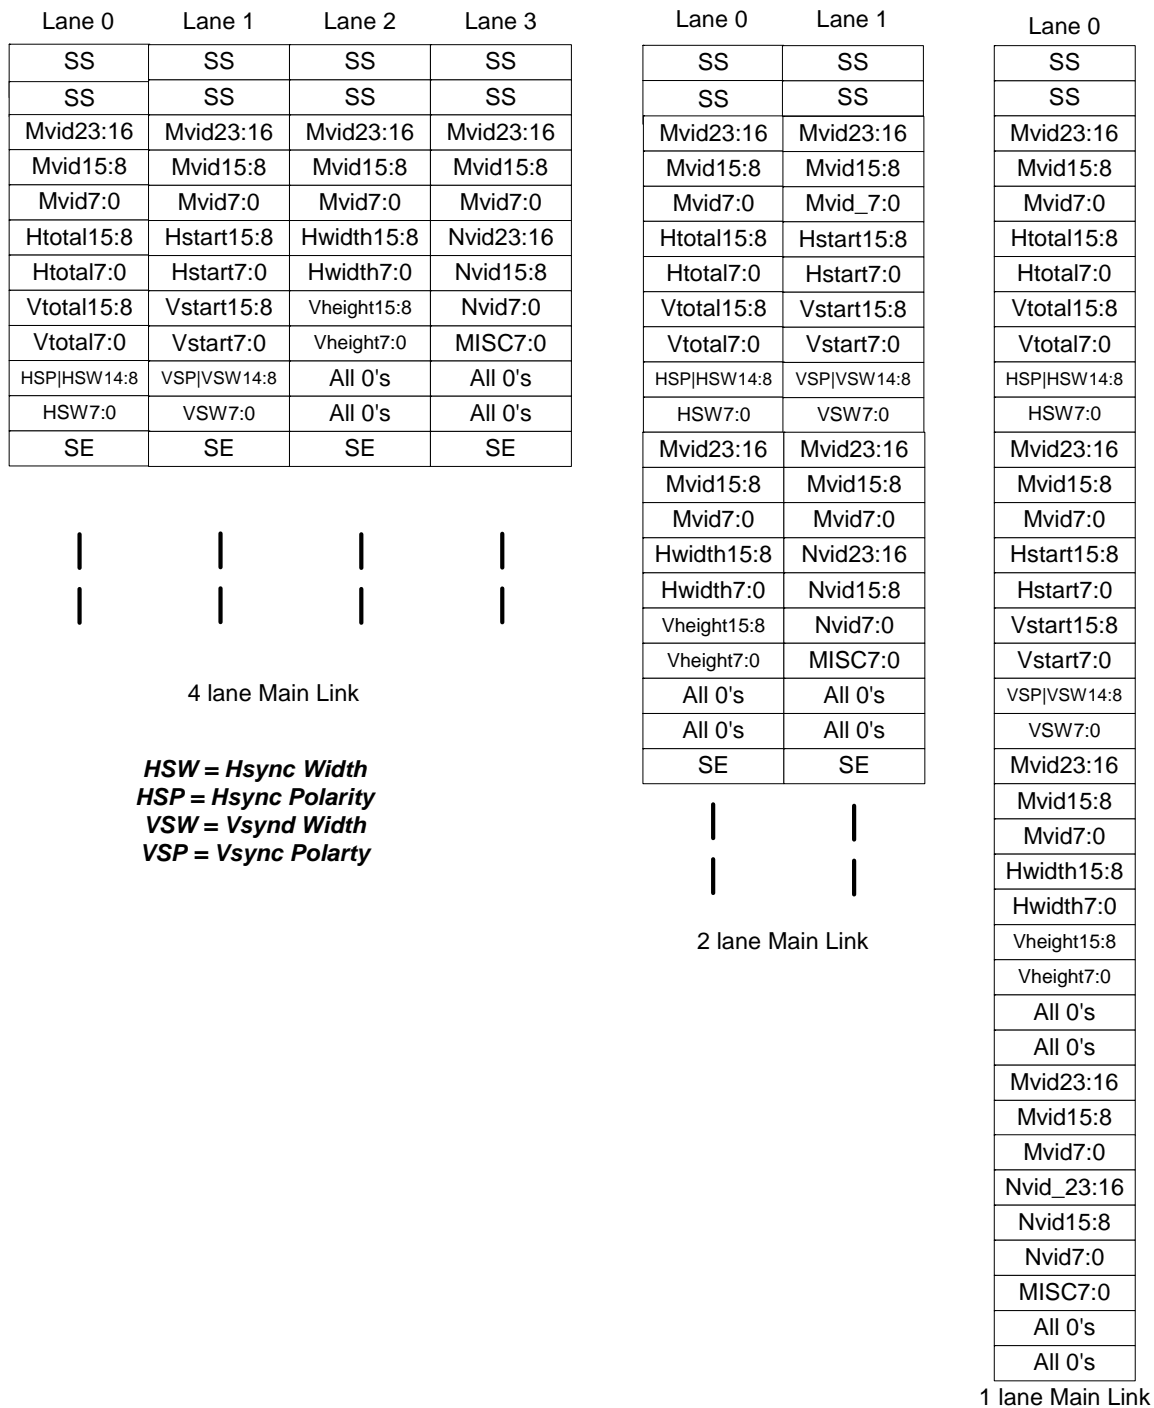 Lane 0 Lane 1 Lane 2 Lane 3
SS SS SS SS
SS SS SS SS
Mvid23:16 Mvid23:16 Mvid23:16 Mvid23:16
Mvid15:8 Mvid15:8 Mvid15:8 Mvid15:8
Mvid7:0 Mvid7:0 Mvid7:0 Mvid7:0
Htotal15:8 Hstart15:8 Hwidth15:8 Nvid23:16
Htotal7:0 Hstart7:0 Hwidth7:0 Nvid15:8
Vtotal15:8 Vstart15:8 Vheight15:8 Nvid7:0
Vtotal7:0 Vstart7:0 Vheight7:0 MISC7:0
HSP|HSW14:8 VSP|VSW14:8 All 0's All 0's
HSW7:0 VSW7:0 All 0's All 0's
SE SE SE SE
4 lane Main Link
HSW = Hsync Width
HSP = Hsync Polarity
VSW = Vsynd Width
VSP = Vsync Polarty
Lane 0 Lane 1
SS SS
SS SS
Mvid23:16 Mvid23:16
Mvid15:8 Mvid15:8
Mvid7:0 Mvid_7:0
Htotal15:8 Hstart15:8
Htotal7:0 Hstart7:0
Vtotal15:8 Vstart15:8
Vtotal7:0 Vstart7:0
HSP|HSW14:8 VSP|VSW14:8
HSW7:0 VSW7:0
Mvid23:16 Mvid23:16
Mvid15:8 Mvid15:8
Mvid7:0 Mvid7:0
Hwidth15:8 Nvid23:16
Hwidth7:0 Nvid15:8
Vheight15:8 Nvid7:0
Vheight7:0 MISC7:0
All 0's All 0's
All 0's All 0's
SE SE
2 lane Main Link
Lane 0
SS
SS
Mvid23:16
Mvid15:8
Mvid7:0
Htotal15:8
Htotal7:0
Vtotal15:8
Vtotal7:0
HSP|HSW14:8
HSW7:0
Mvid23:16
Mvid15:8
Mvid7:0
Hstart15:8
Hstart7:0
Vstart15:8
Vstart7:0
VSP|VSW14:8
VSW7:0
Mvid23:16
Mvid15:8
Mvid7:0
Hwidth15:8
Hwidth7:0
Vheight15:8
Vheight7:0
All 0's
All 0's
Mvid23:16
Mvid15:8
Mvid7:0
Nvid_23:16
Nvid15:8
Nvid7:0
MISC7:0
All 0's
All 0's
1 lane Main Link